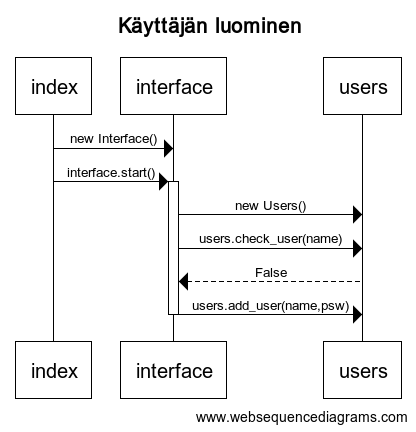 Käyttäjän luominen
index interface users
new Interface()
interface.start()
new Users()
users.check_user(name)
False
users.add_user(name,psw)
index interface users
www.websequencediagrams.com